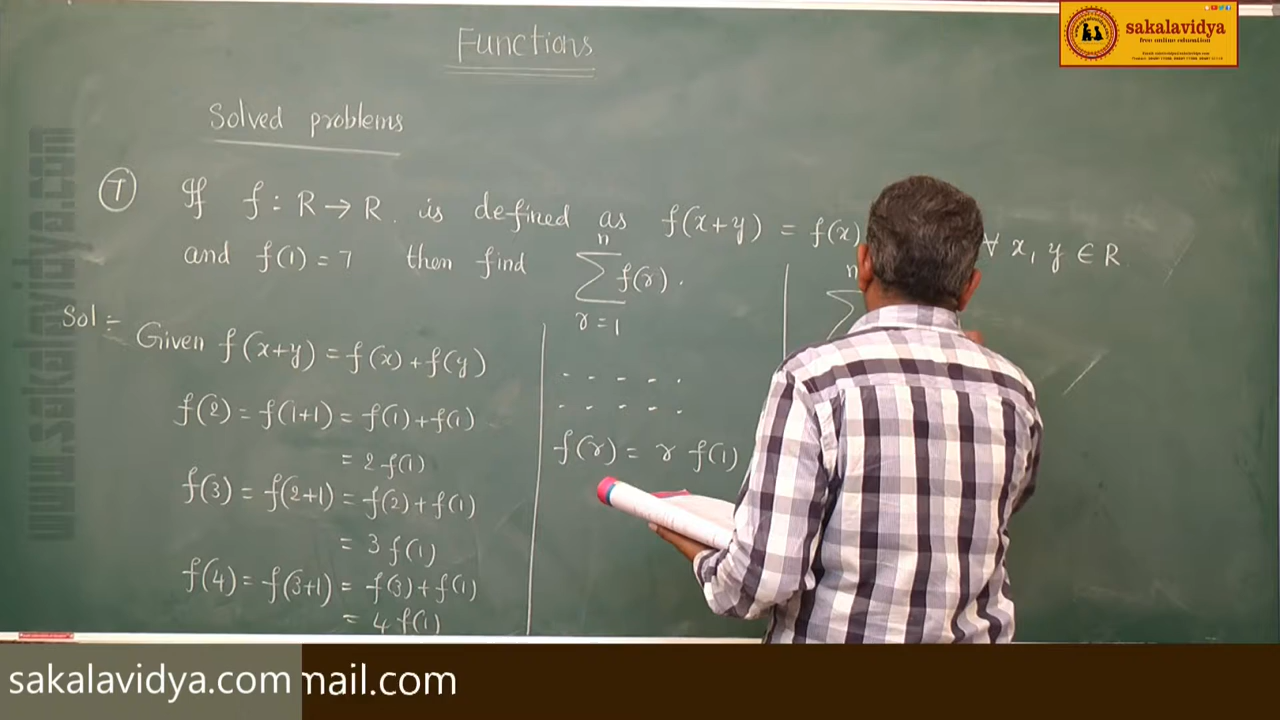 Functions
sakalavidya
free online education
Solved problems
7 If f : R → R. is defined as f(x+y) = f(x) ∀ x, y ∈ R
and f(1) = 7 then find n ∑ r = 1 f(r).
Sol :-
Given f(x+y) = f(x) + f(y)
f(2) = f(1+1) = f(1) + f(1)
= 2 f(1)
f(3) = f(2+1) = f(2) + f(1)
= 3 f(1)
f(4) = f(3+1) = f(3) + f(1)
= 4 f(1)
- - - - .
- - - - .
f(r) = r f(1)
n
∑
www.sakalavidya.com
sakalavidya.com
mail.com